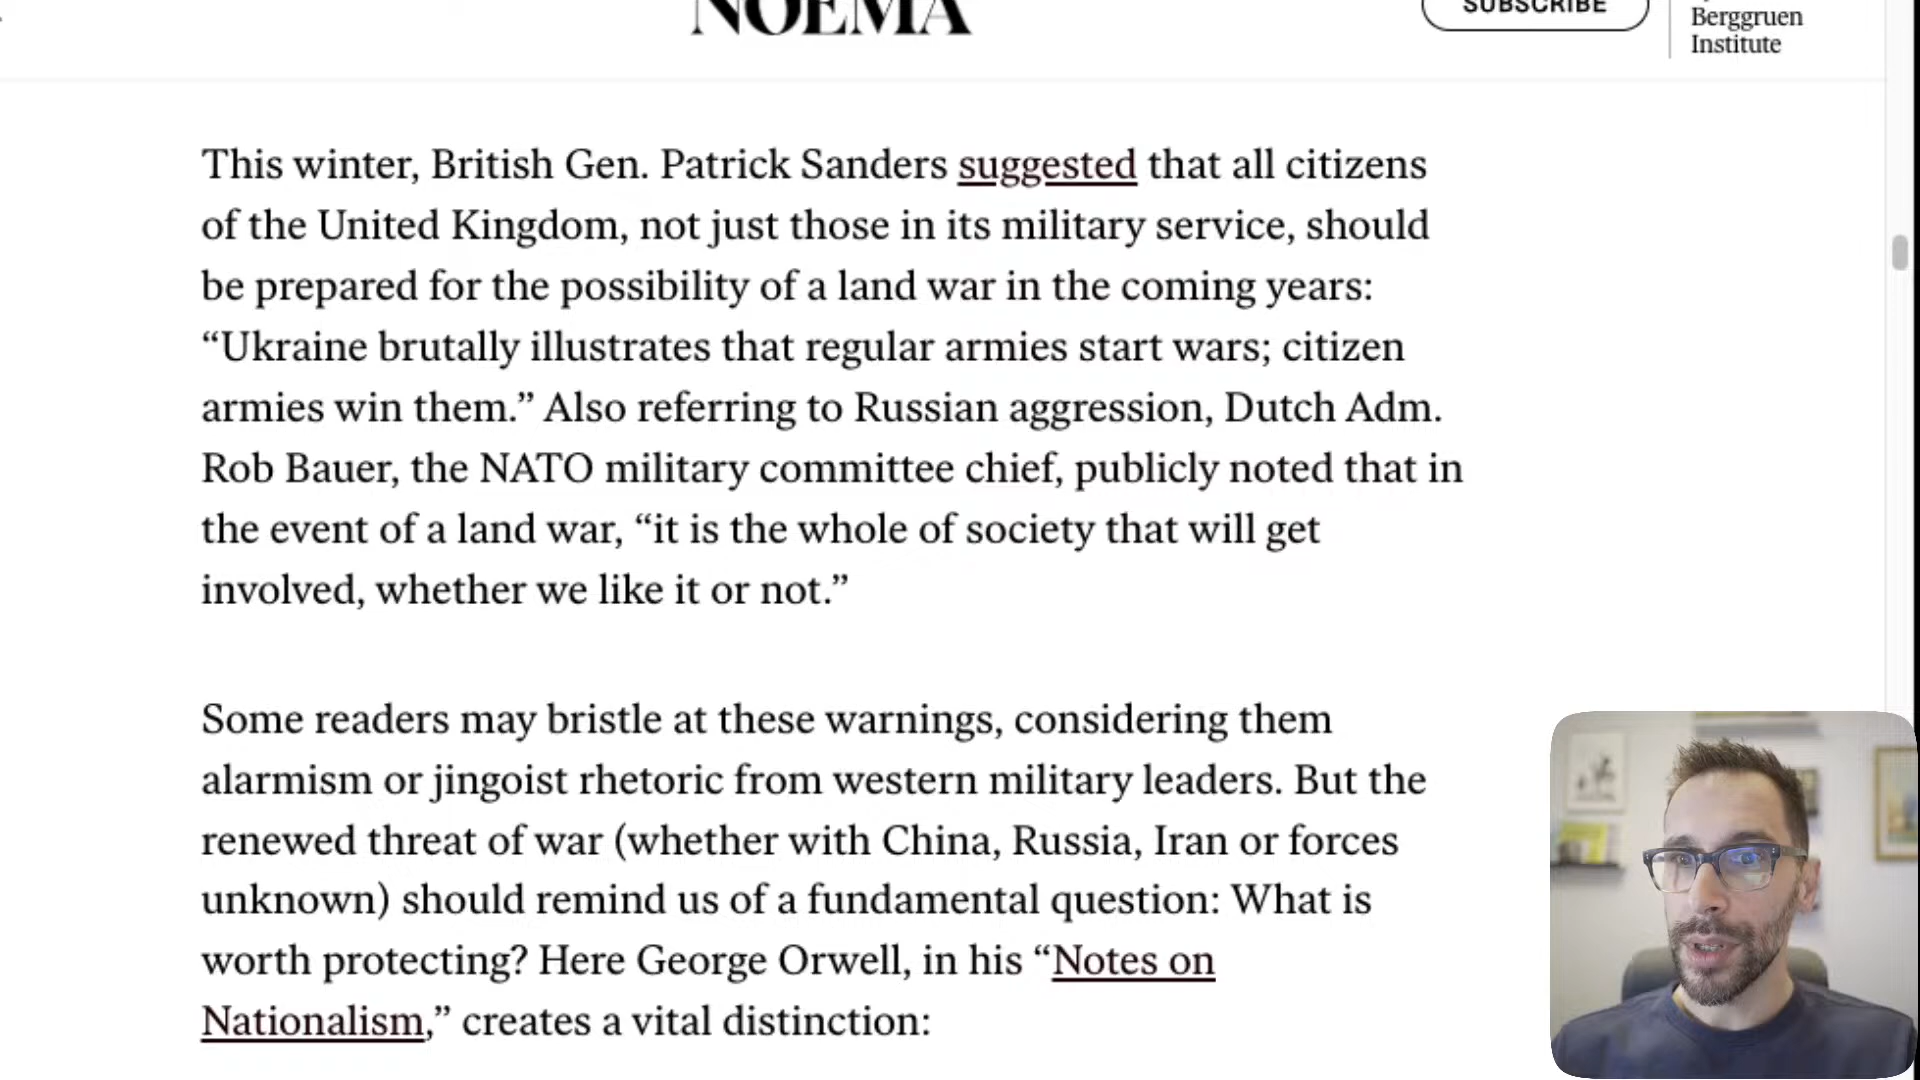 NOEMA
SUBSCRIBE
Berggruen
Institute
This winter, British Gen. Patrick Sanders suggested that all citizens
of the United Kingdom, not just those in its military service, should
be prepared for the possibility of a land war in the coming years:
“Ukraine brutally illustrates that regular armies start wars; citizen
armies win them.” Also referring to Russian aggression, Dutch Adm.
Rob Bauer, the NATO military committee chief, publicly noted that in
the event of a land war, “it is the whole of society that will get
involved, whether we like it or not.”
Some readers may bristle at these warnings, considering them
alarmism or jingoist rhetoric from western military leaders. But the
renewed threat of war (whether with China, Russia, Iran or forces
unknown) should remind us of a fundamental question: What is
worth protecting? Here George Orwell, in his “Notes on
Nationalism,” creates a vital distinction: